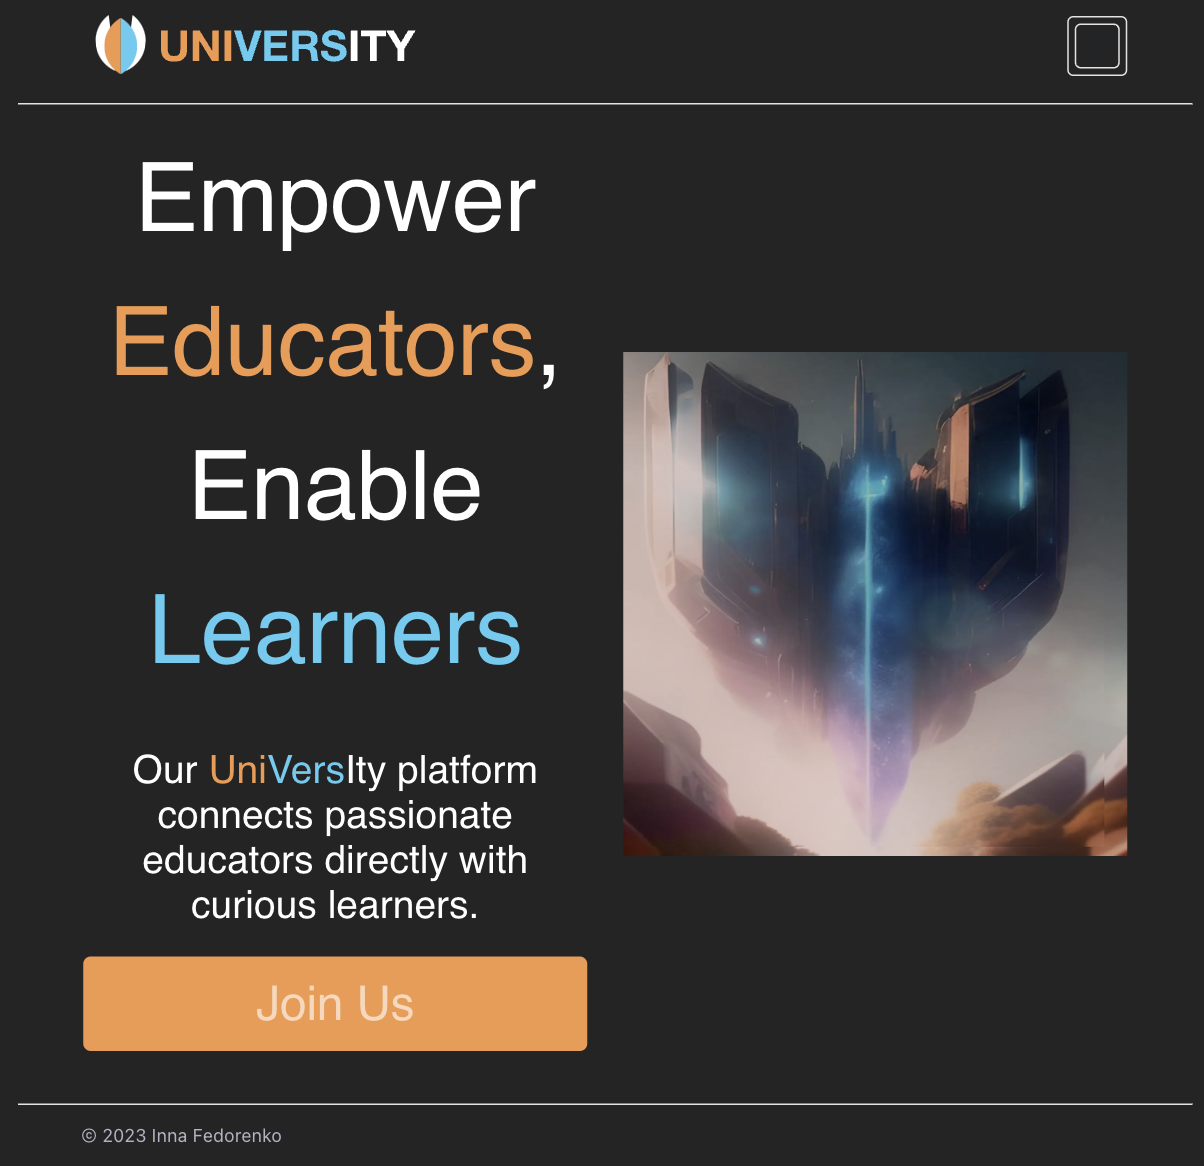 UNIVERSITY
Empower
Educators,
Enable
Learners
Our UniVersIty platform
connects passionate
educators directly with
curious learners.
Join Us
© 2023 Inna Fedorenko